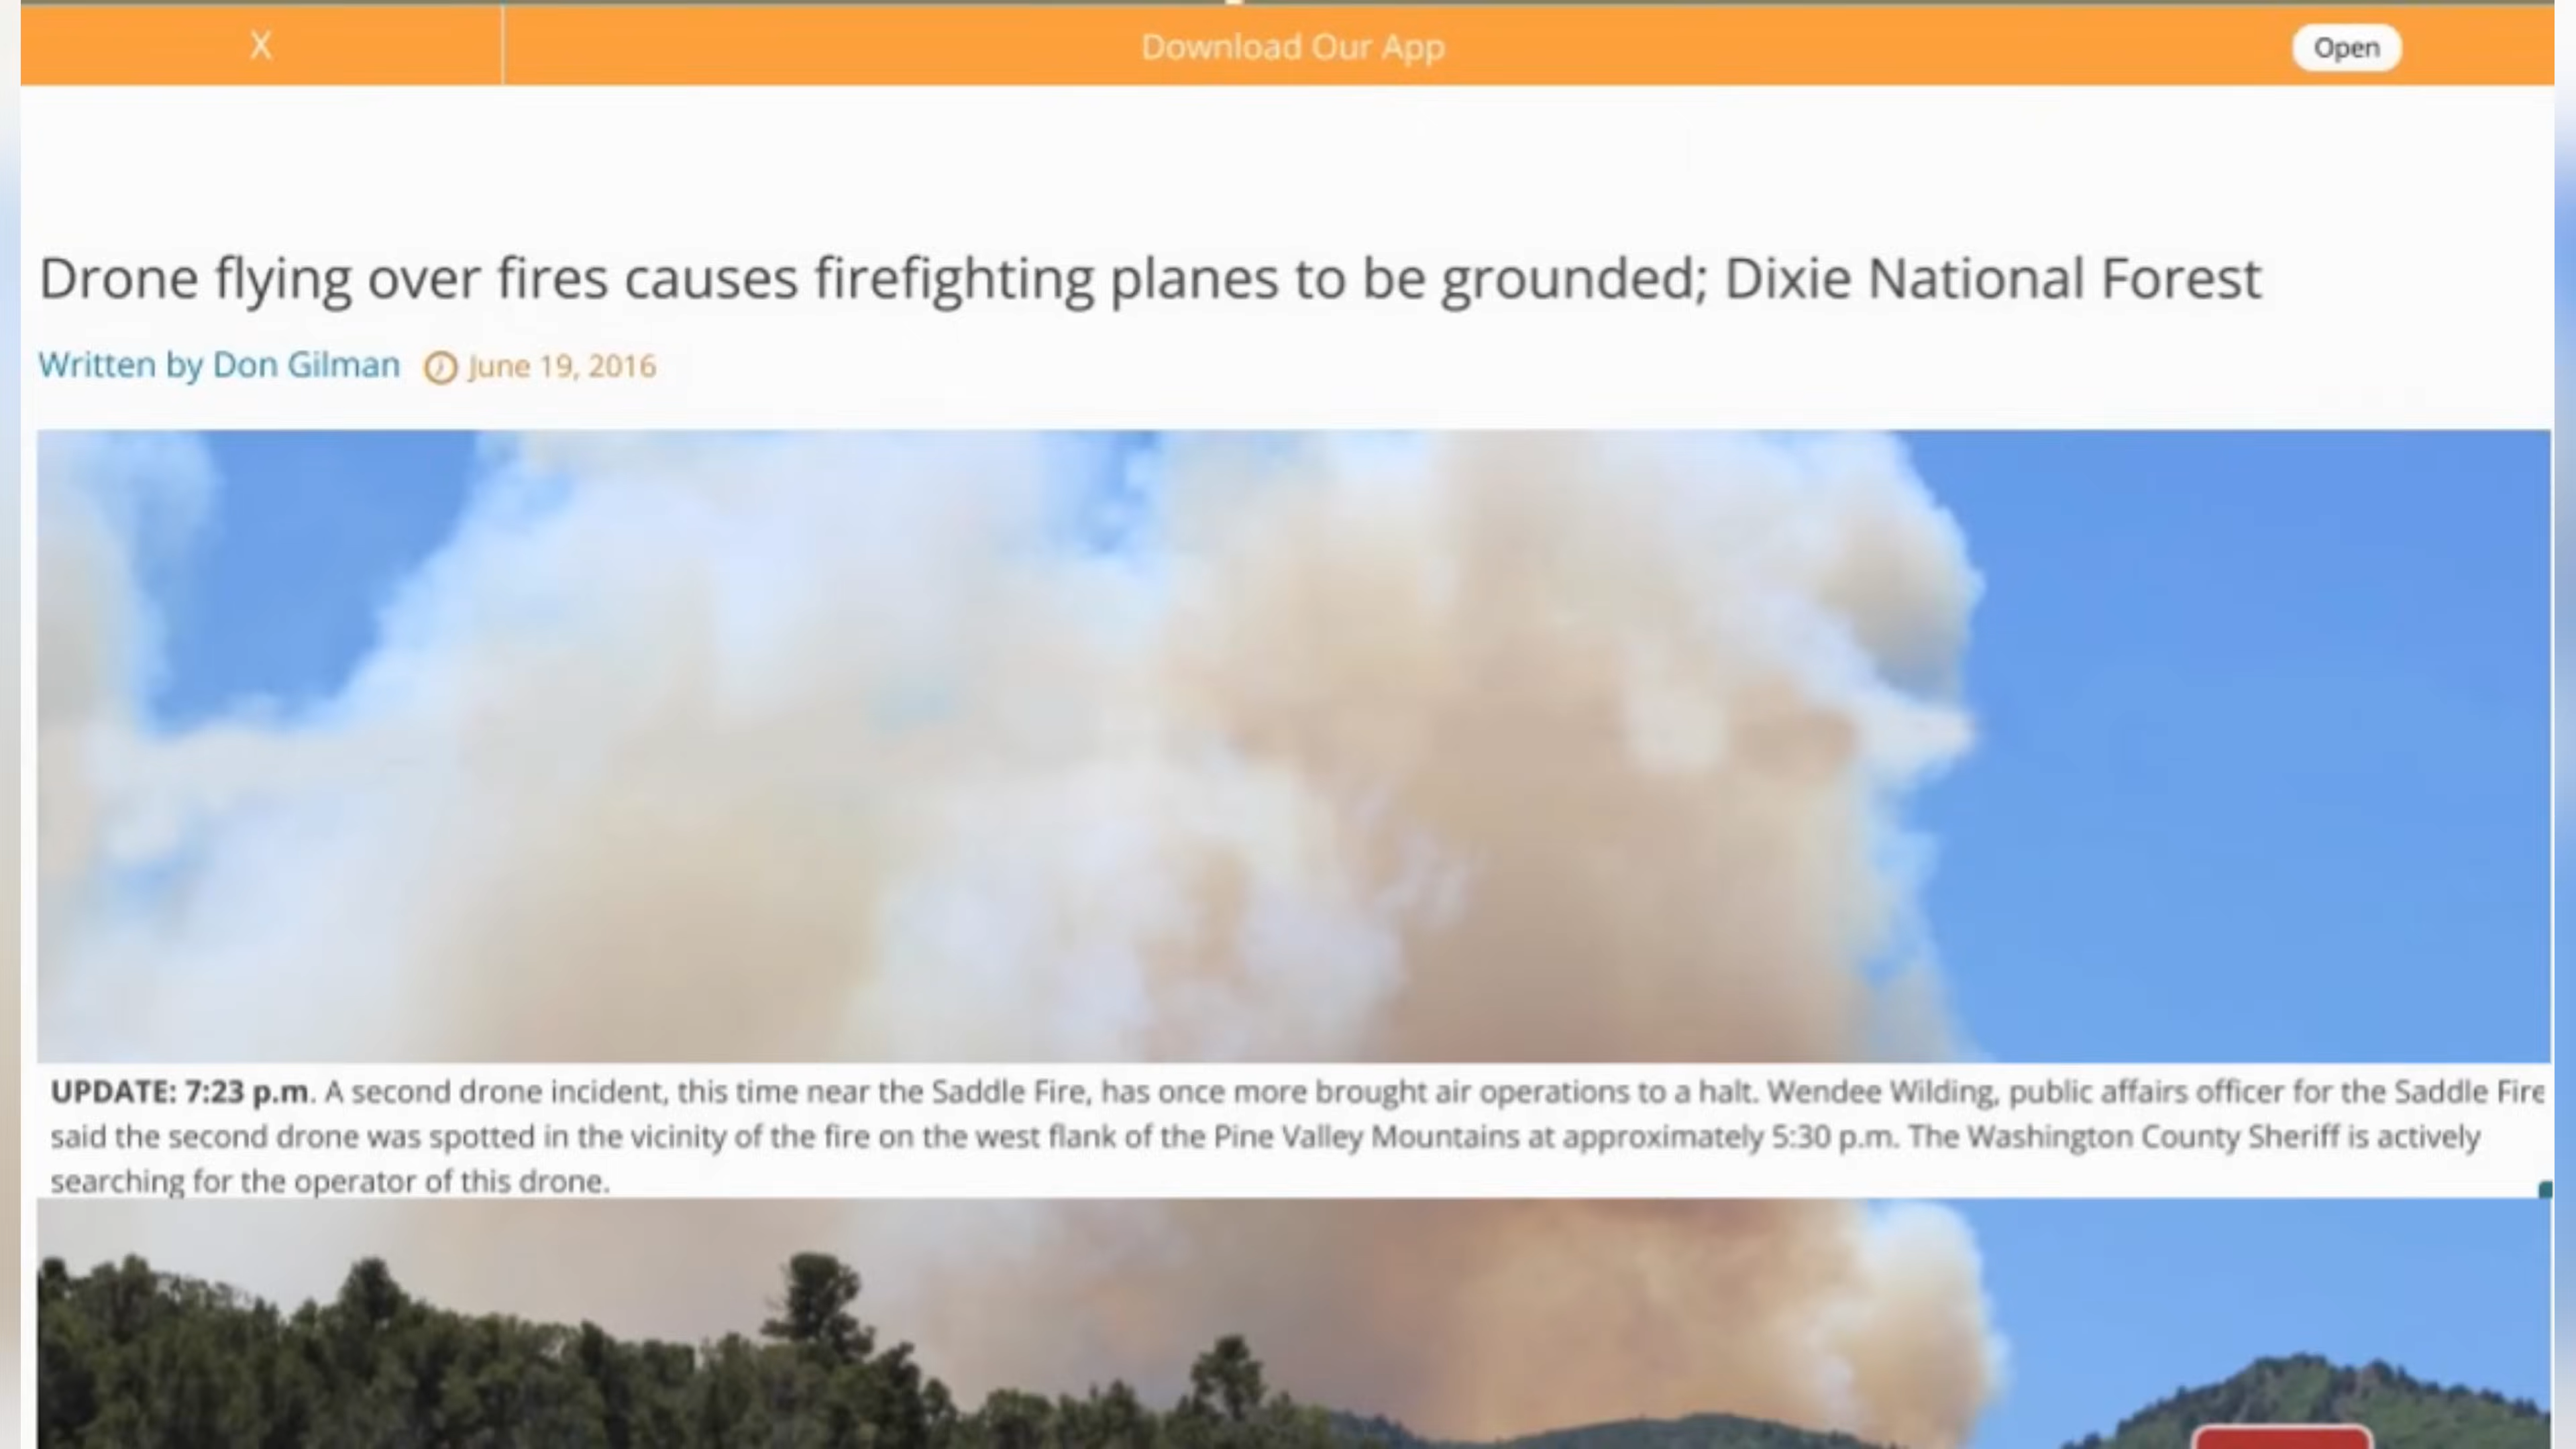 X
Download Our App
Open
Drone flying over fires causes firefighting planes to be grounded; Dixie National Forest
Written by Don Gilman June 19, 2016
UPDATE: 7:23 p.m. A second drone incident, this time near the Saddle Fire, has once more brought air operations to a halt. Wendee Wilding, public affairs officer for the Saddle Fire
said the second drone was spotted in the vicinity of the fire on the west flank of the Pine Valley Mountains at approximately 5:30 p.m. The Washington County Sheriff is actively
searching for the operator of this drone.